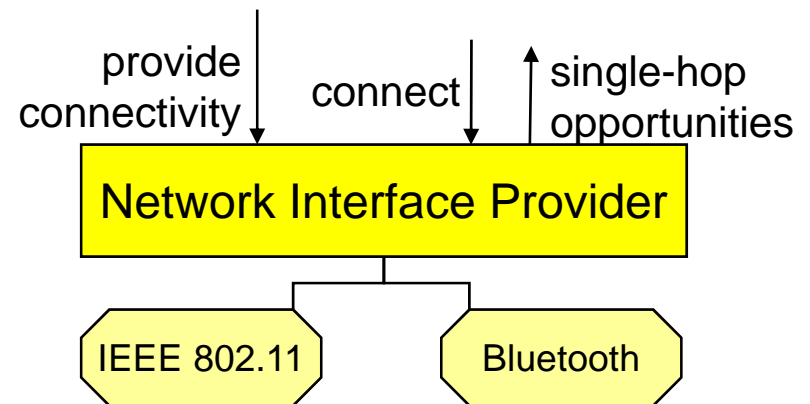 provide
connectivity
connect
single-hop
opportunities
Network Interface Provider
IEEE 802.11
Bluetooth